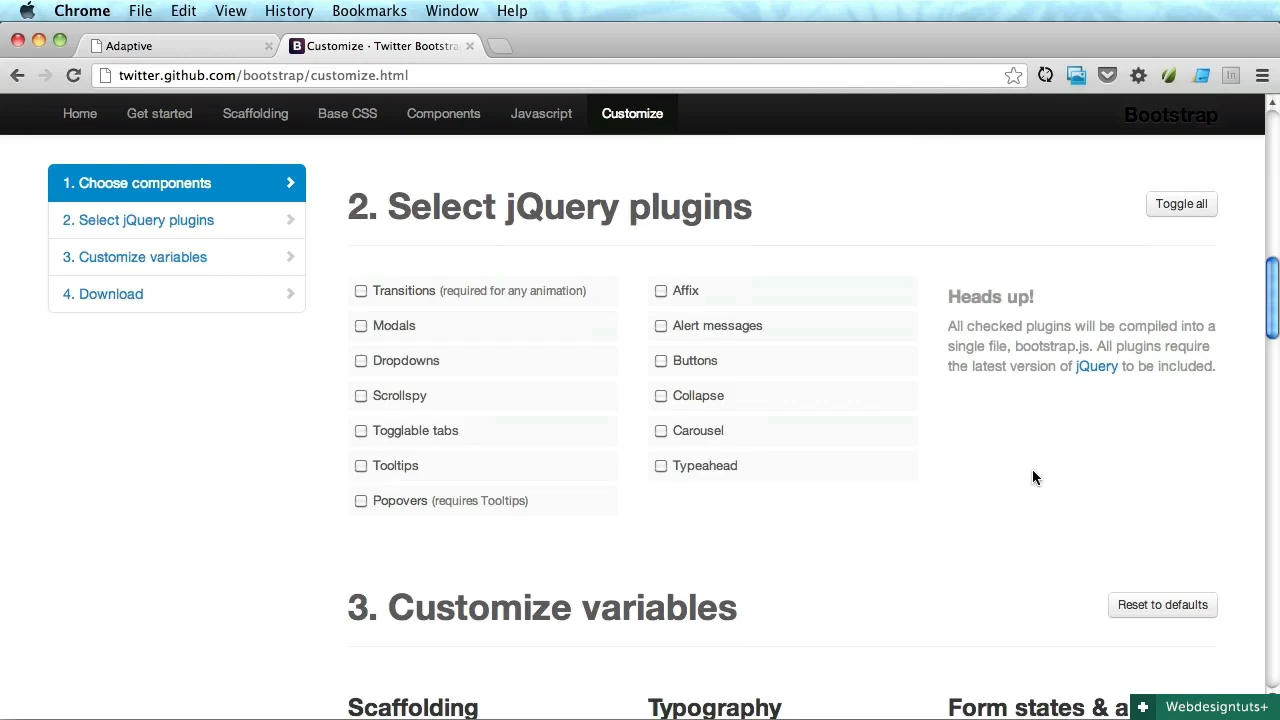 Chrome File Edit View History Bookmarks Window Help
Adaptive
Customize · Twitter Bootstra
twitter.github.com/bootstrap/customize.html
Home Get started Scaffolding Base CSS Components Javascript Customize Bootstrap
1. Choose components
2. Select jQuery plugins
3. Customize variables
4. Download
2. Select jQuery plugins
Toggle all
Transitions (required for any animation)
Modals
Dropdowns
Scrollspy
Togglable tabs
Tooltips
Popovers (requires Tooltips)
Affix
Alert messages
Buttons
Collapse
Carousel
Typeahead
Heads up!
All checked plugins will be compiled into a
single file, bootstrap.js. All plugins require
the latest version of jQuery to be included.
3. Customize variables
Reset to defaults
Scaffolding
Typography
Form states & a
Webdesigntuts+